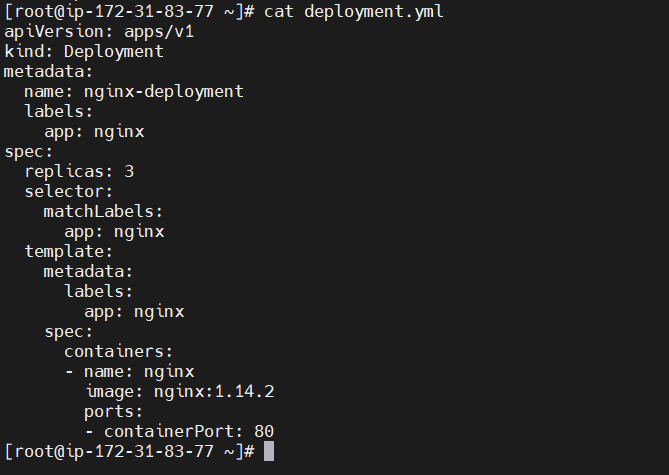 [root@ip-172-31-83-77 ~]# cat deployment.yml
apiVersion: apps/v1
kind: Deployment
metadata:
  name: nginx-deployment
  labels:
    app: nginx
spec:
  replicas: 3
  selector:
    matchLabels:
      app: nginx
  template:
    metadata:
      labels:
        app: nginx
    spec:
      containers:
      - name: nginx
        image: nginx:1.14.2
        ports:
        - containerPort: 80
[root@ip-172-31-83-77 ~]#